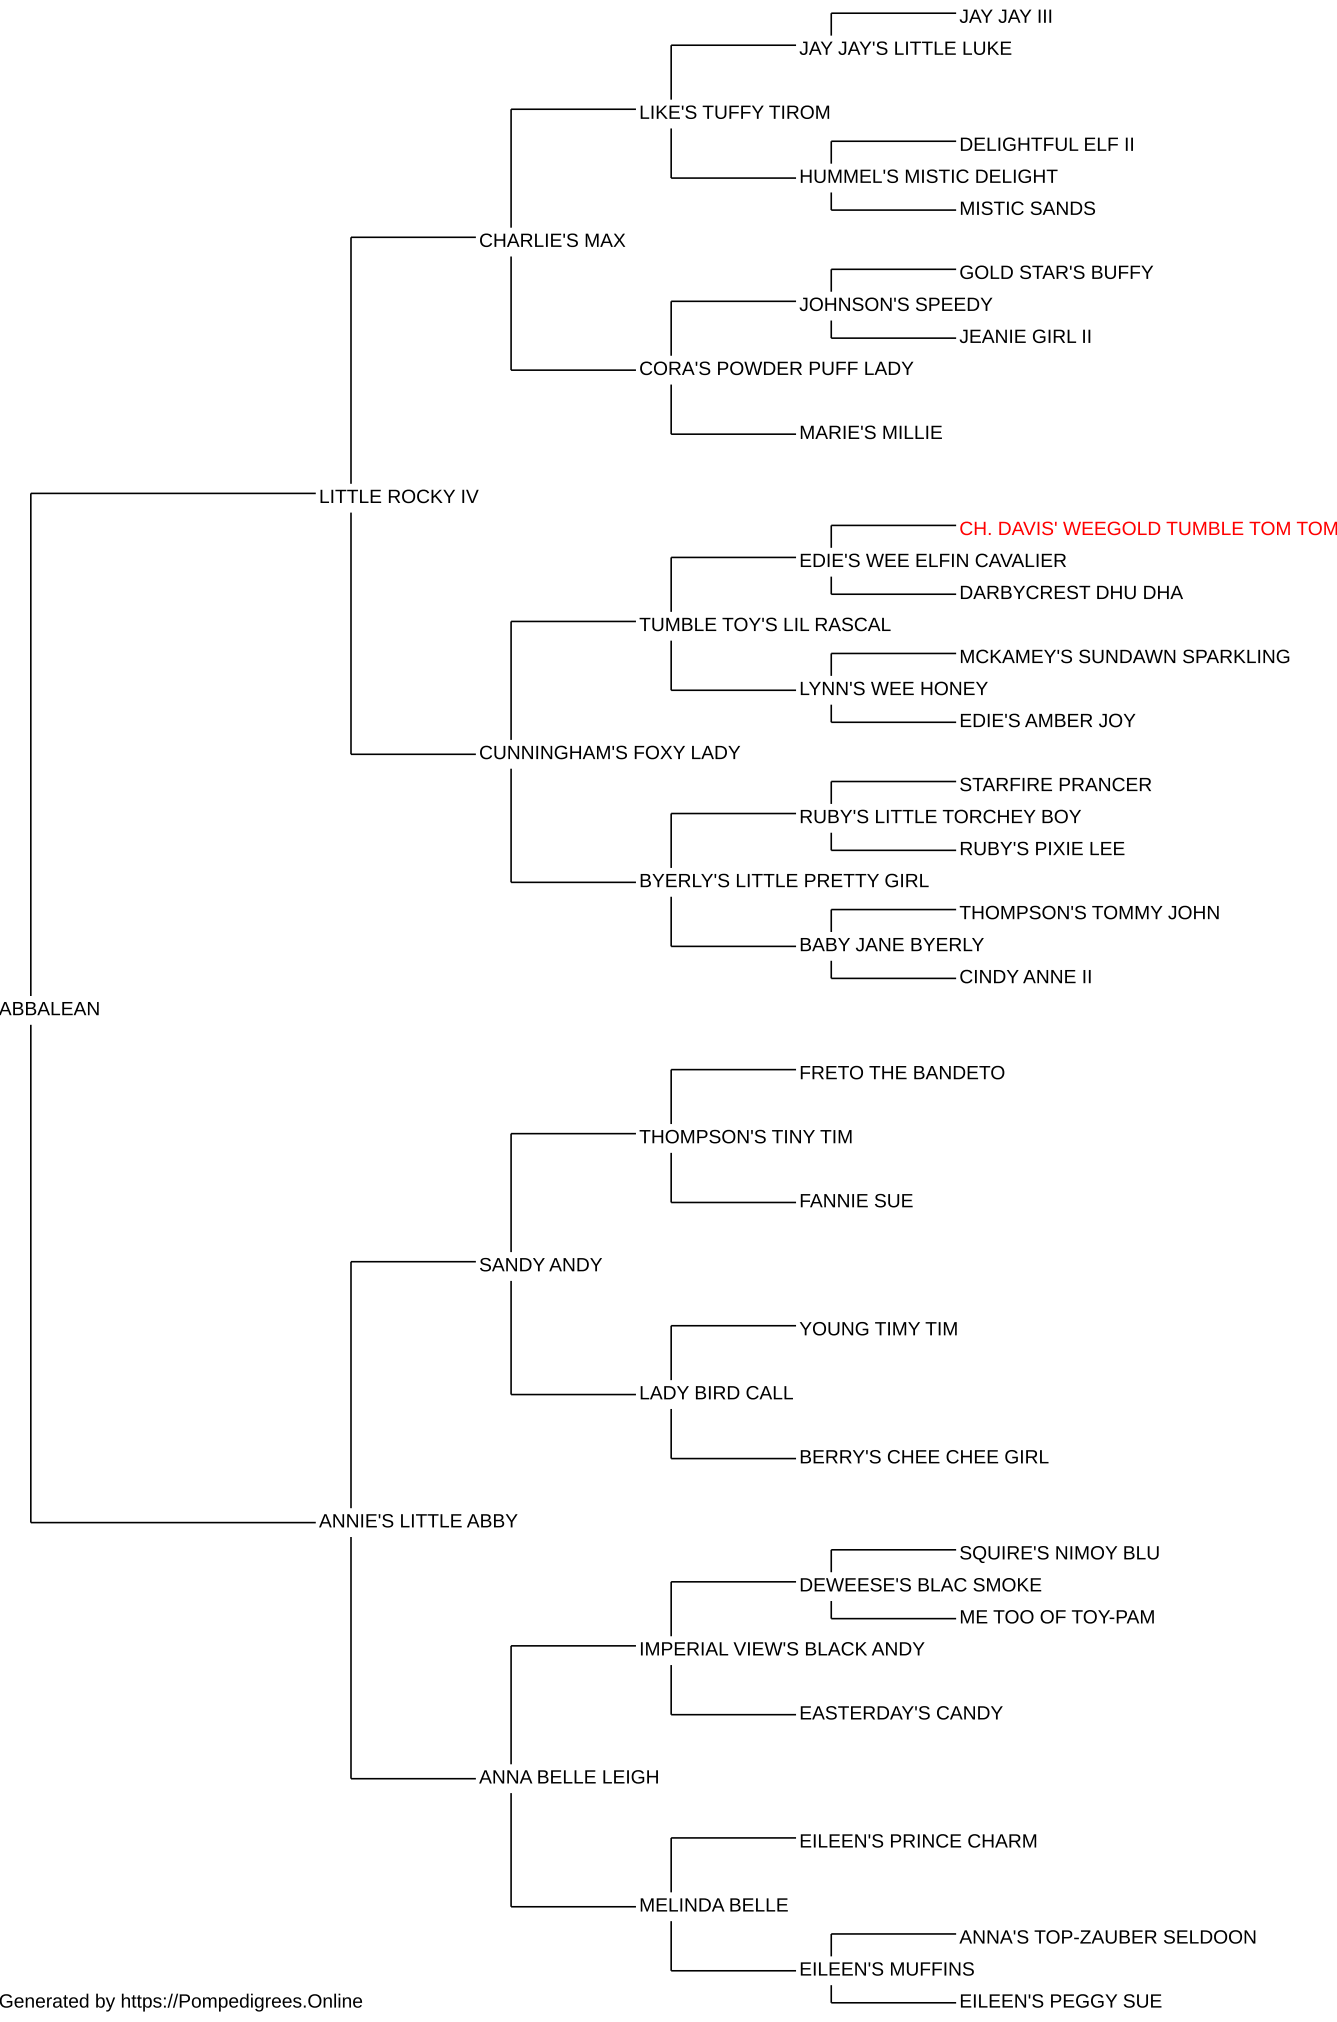 JAY JAY III
JAY JAY'S LITTLE LUKE
LIKE'S TUFFY TIROM
DELIGHTFUL ELF II
HUMMEL'S MISTIC DELIGHT
MISTIC SANDS
CHARLIE'S MAX
GOLD STAR'S BUFFY
JOHNSON'S SPEEDY
JEANIE GIRL II
CORA'S POWDER PUFF LADY
MARIE'S MILLIE
LITTLE ROCKY IV
CH. DAVIS' WEEGOLD TUMBLE TOM TOM
EDIE'S WEE ELFIN CAVALIER
DARBYCREST DHU DHA
TUMBLE TOY'S LIL RASCAL
MCKAMEY'S SUNDAWN SPARKLING
LYNN'S WEE HONEY
EDIE'S AMBER JOY
CUNNINGHAM'S FOXY LADY
STARFIRE PRANCER
RUBY'S LITTLE TORCHEY BOY
RUBY'S PIXIE LEE
BYERLY'S LITTLE PRETTY GIRL
THOMPSON'S TOMMY JOHN
BABY JANE BYERLY
CINDY ANNE II
ABBALEAN
FRETO THE BANDETO
THOMPSON'S TINY TIM
FANNIE SUE
SANDY ANDY
YOUNG TIMY TIM
LADY BIRD CALL
BERRY'S CHEE CHEE GIRL
ANNIE'S LITTLE ABBY
SQUIRE'S NIMOY BLU
DEWEESE'S BLAC SMOKE
ME TOO OF TOY-PAM
IMPERIAL VIEW'S BLACK ANDY
EASTERDAY'S CANDY
ANNA BELLE LEIGH
EILEEN'S PRINCE CHARM
MELINDA BELLE
ANNA'S TOP-ZAUBER SELDOON
EILEEN'S MUFFINS
EILEEN'S PEGGY SUE
Generated by https://Pompedigrees.Online